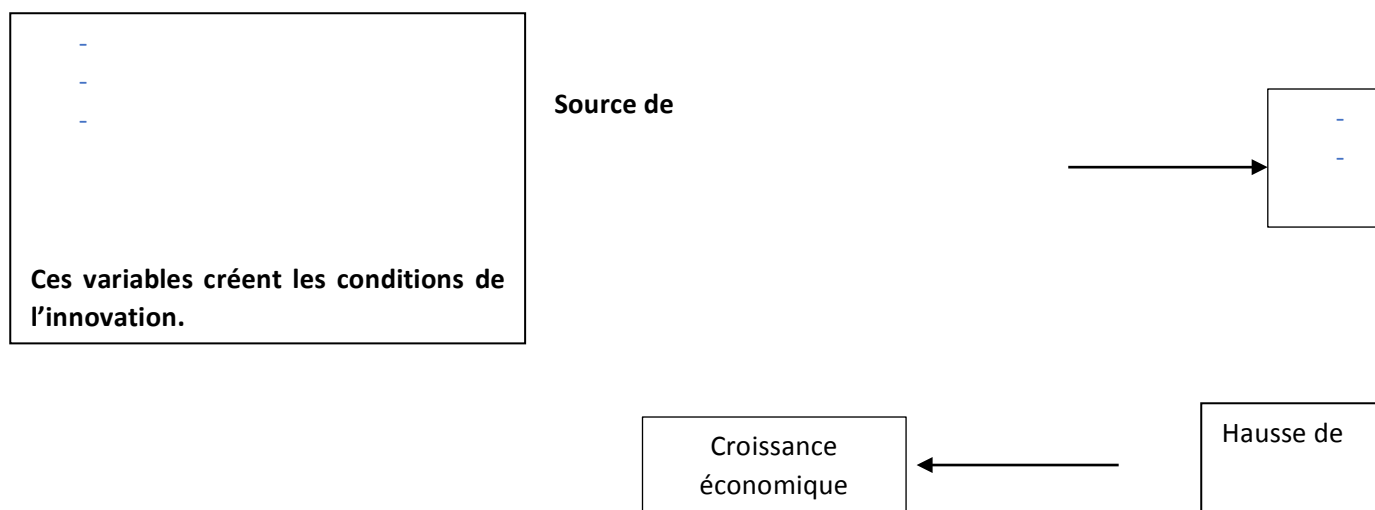 -
-
-
Source de
-
-
Ces variables créent les conditions de
l’innovation.
Croissance
économique
Hausse de